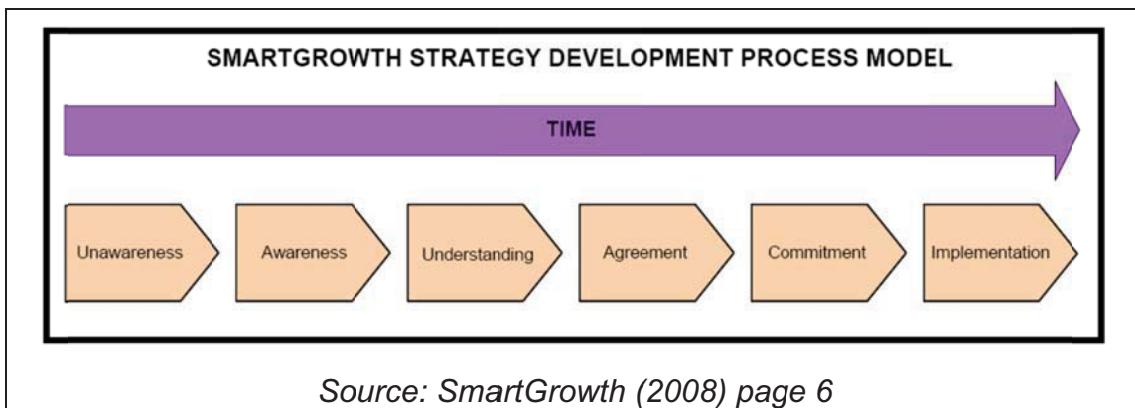 SMARTGROWTH STRATEGY DEVELOPMENT PROCESS MODEL
TIME
Unawareness
Awareness
Understanding
Agreement
Commitment
Implementation
Source: SmartGrowth (2008) page 6